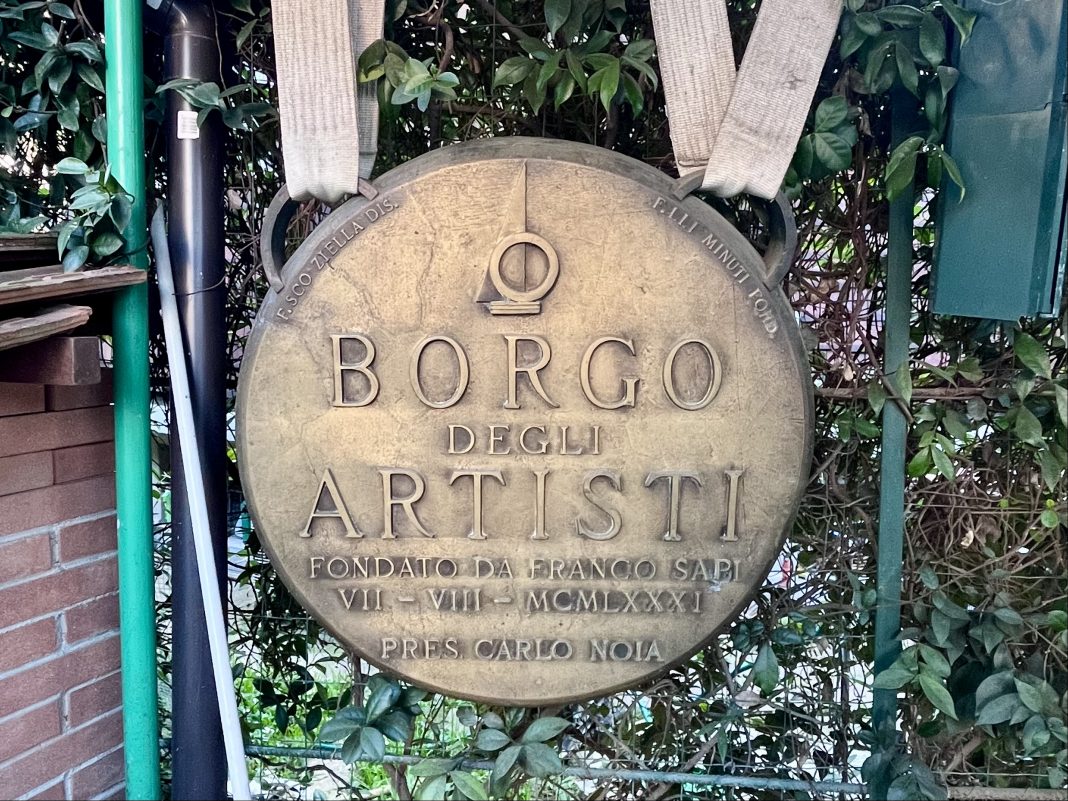 F.SCO ZIELLA DIS.
F.LLI MINUTI FOND.
BORGO
DEGLI
ARTISTI
FONDATO DA FRANCO SAPI
VII - VIII - MCMLXXXI
PRES. CARLO NOIA